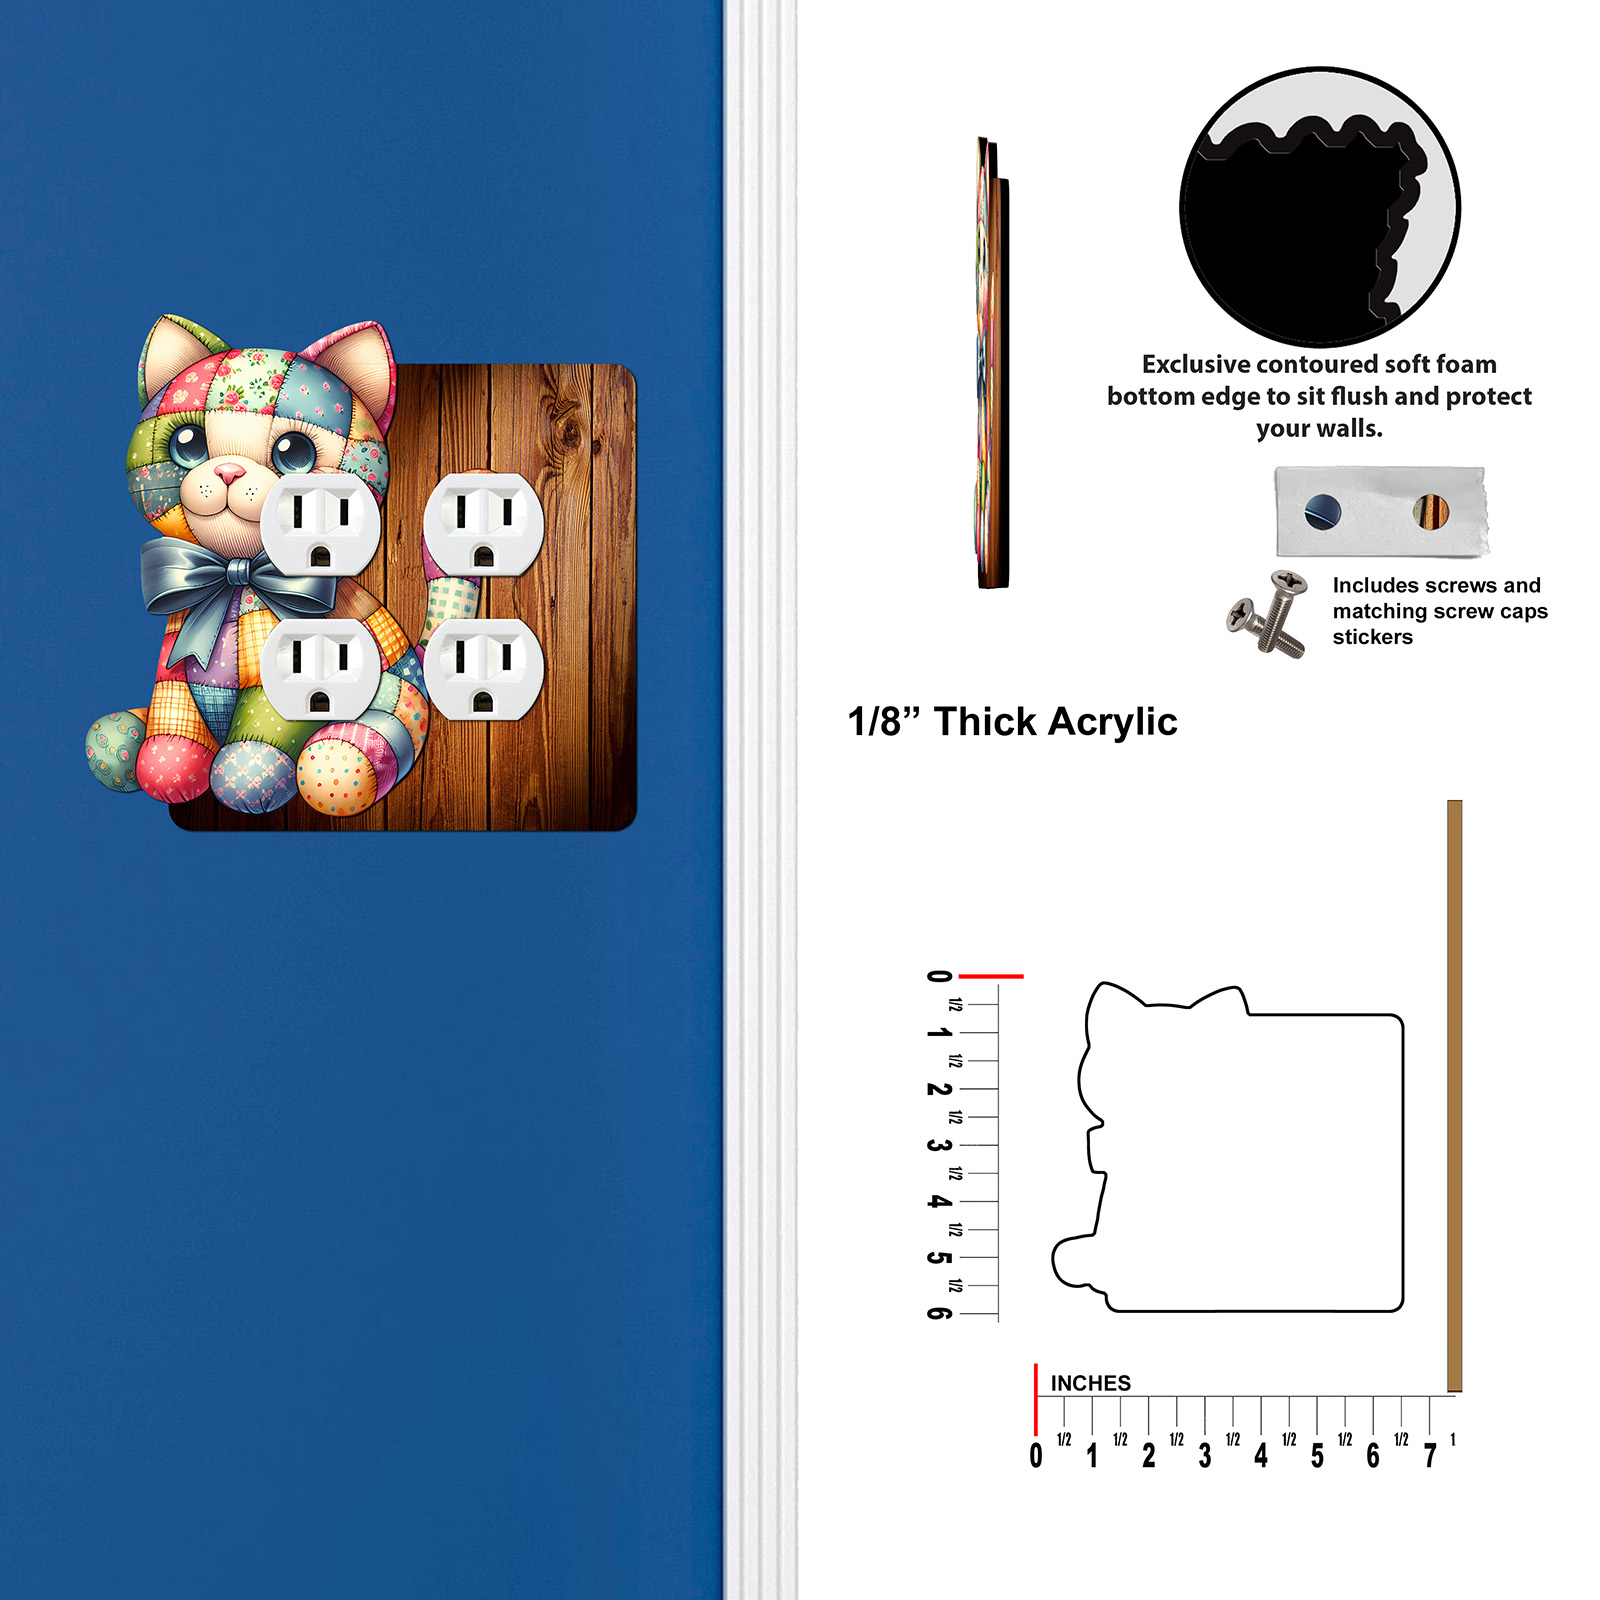 Exclusive contoured soft foam
bottom edge to sit flush and protect
your walls.
Includes screws and
matching screw caps
stickers
1/8” Thick Acrylic
0
1/2
1
1/2
2
1/2
3
1/2
4
1/2
5
1/2
6
INCHES
0 1/2 1 1/2 2 1/2 3 1/2 4 1/2 5 1/2 6 1/2 7 1